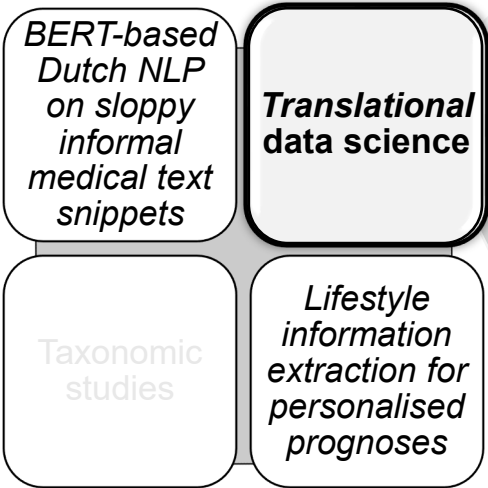 BERT-based
Dutch NLP
on sloppy
informal
medical text
snippets
Translational
data science
Taxonomic
studies
Lifestyle
information
extraction for
personalised
prognoses